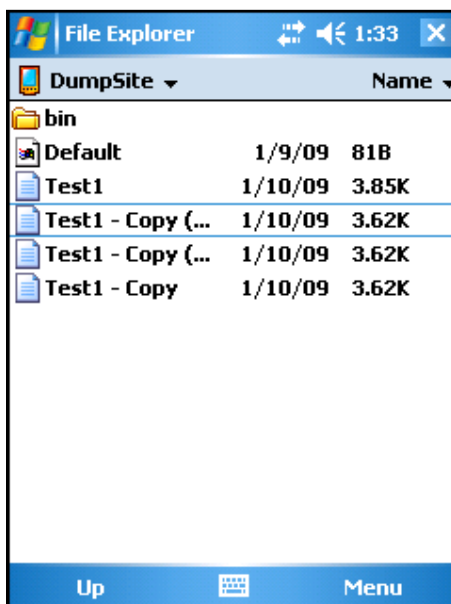 File Explorer 1:33
DumpSite Name
bin
Default 1/9/09 81B
Test1 1/10/09 3.85K
Test1 - Copy (... 1/10/09 3.62K
Test1 - Copy (... 1/10/09 3.62K
Test1 - Copy 1/10/09 3.62K
Up Menu